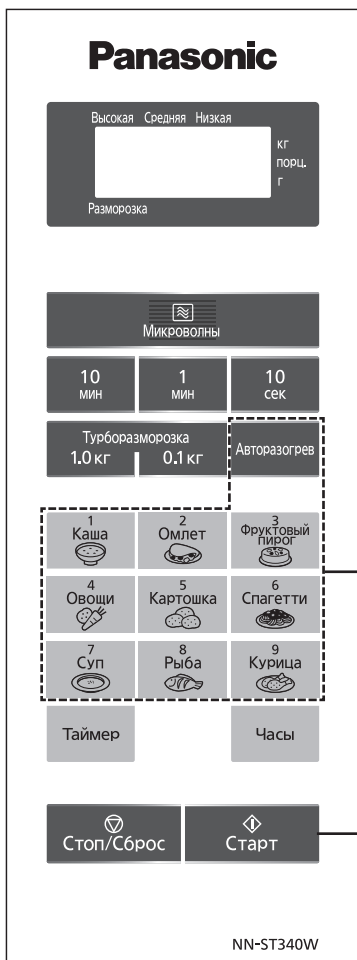 Panasonic
Высокая Средняя Низкая
кг
порц.
г
Разморозка
Микроволны
10 мин
1 мин
10 сек
Турборазморозка
1.0 кг 0.1 кг
Авторазогрев
1
Каша
2
Омлет
3
Фруктовый
пирог
4
Овощи
5
Картошка
6
Спагетти
7
Суп
8
Рыба
9
Курица
Таймер
Часы
Стоп/Сброс
Старт
NN-ST340W